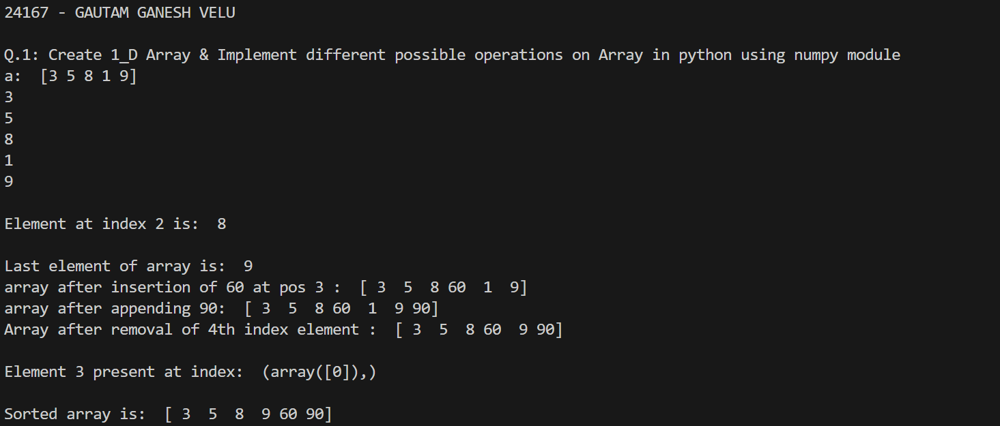 24167 - GAUTAM GANESH VELU
Q.1: Create 1_D Array & Implement different possible operations on Array in python using numpy module
a:  [3 5 8 1 9]
3
5
8
1
9
Element at index 2 is:  8
Last element of array is:  9
array after insertion of 60 at pos 3 :  [ 3  5  8 60  1  9]
array after appending 90:  [ 3  5  8 60  1  9 90]
Array after removal of 4th index element :  [ 3  5  8 60  9 90]
Element 3 present at index:  (array([0]),)
Sorted array is:  [ 3  5  8  9 60 90]